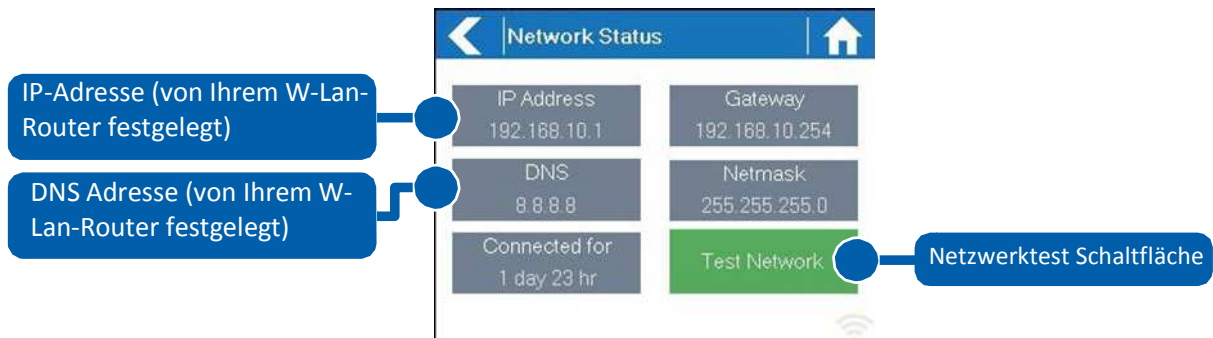 Network Status
IP-Adresse (von Ihrem W-Lan-
Router festgelegt)
IP Address
192.168.10.1
Gateway
192.168.10.254
DNS Adresse (von Ihrem W-
Lan-Router festgelegt)
DNS
8.8.8.8
Netmask
255.255.255.0
Connected for
1 day 23 hr
Test Network
Netzwerktest Schaltfläche